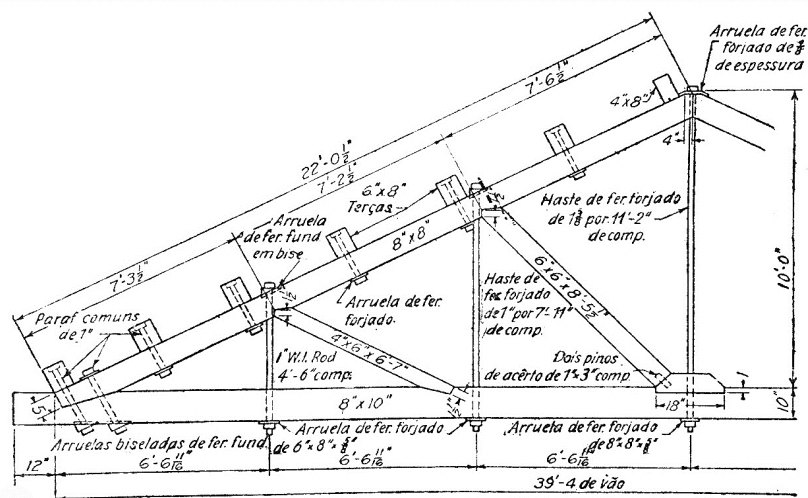 Arruela de fer.
forjado de
de espessura
7'-6½"
4"x8"
4"
22'-0½"
7'-2½"
6"x8"
Terças
Arruela
de fer. fund
em bise
8"x8"
Haste de fer. forjado
de 1⅜ por 11'-2"
de comp.
10'-0"
7'-3½"
6"x6"x8'-5½"
Haste de
fer. forjado
de 1" por 7'-11"
de comp.
Arruela de fer.
forjado.
Paraf comuns
de 1"
4"x6"x6'-7"
1" W.I. Rod
4'-6" comp.
Dois pinos
de acêrto de 1"x3" comp.
5"
8"x10"
1½"
18"
1
10"
Arruelas biseladas de fer. fund.
Arruela de fer. forjado
de 6"x8"x⅝"
Arruela de fer. forjado
de 8"x8"x⅝"
12"
6'-6 11/16"
6'-6 11/16"
6'-6 11/16"
39'-4 de vão